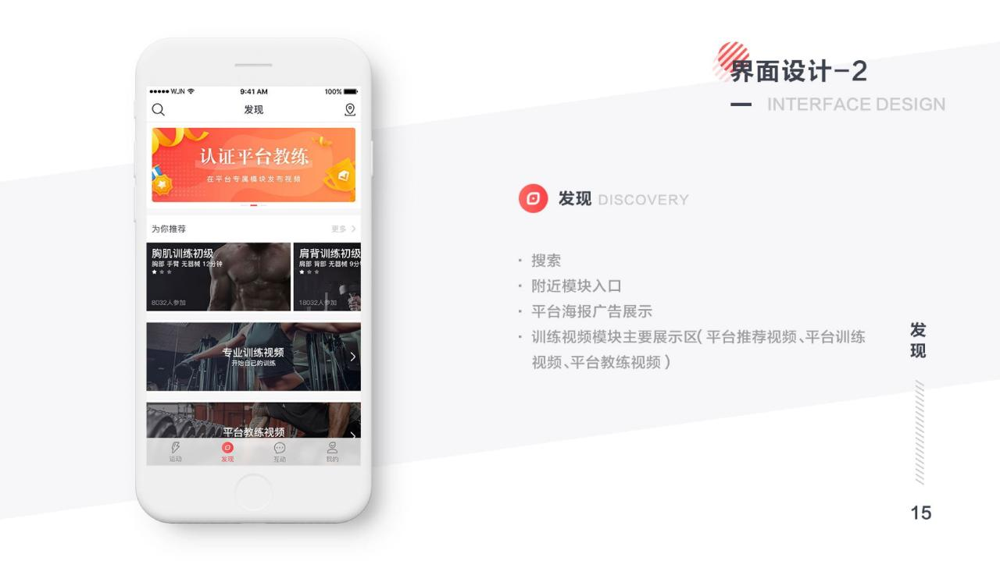 WJN
9:41 AM
100%
发现
认证平台教练
在平台专属模块发布视频
为你推荐
更多
胸肌训练初级
胸部 手臂 无器械 12分钟
8032人参加
肩背训练初级
肩部 背部 无器械 9分
18032人参加
专业训练视频
开始自己的训练
平台教练视频
运动
发现
互动
我的
界面设计-2
INTERFACE DESIGN
发现 DISCOVERY
· 搜索
· 附近模块入口
· 平台海报广告展示
· 训练视频模块主要展示区( 平台推荐视频、平台训练
视频、平台教练视频 )
发
现
15